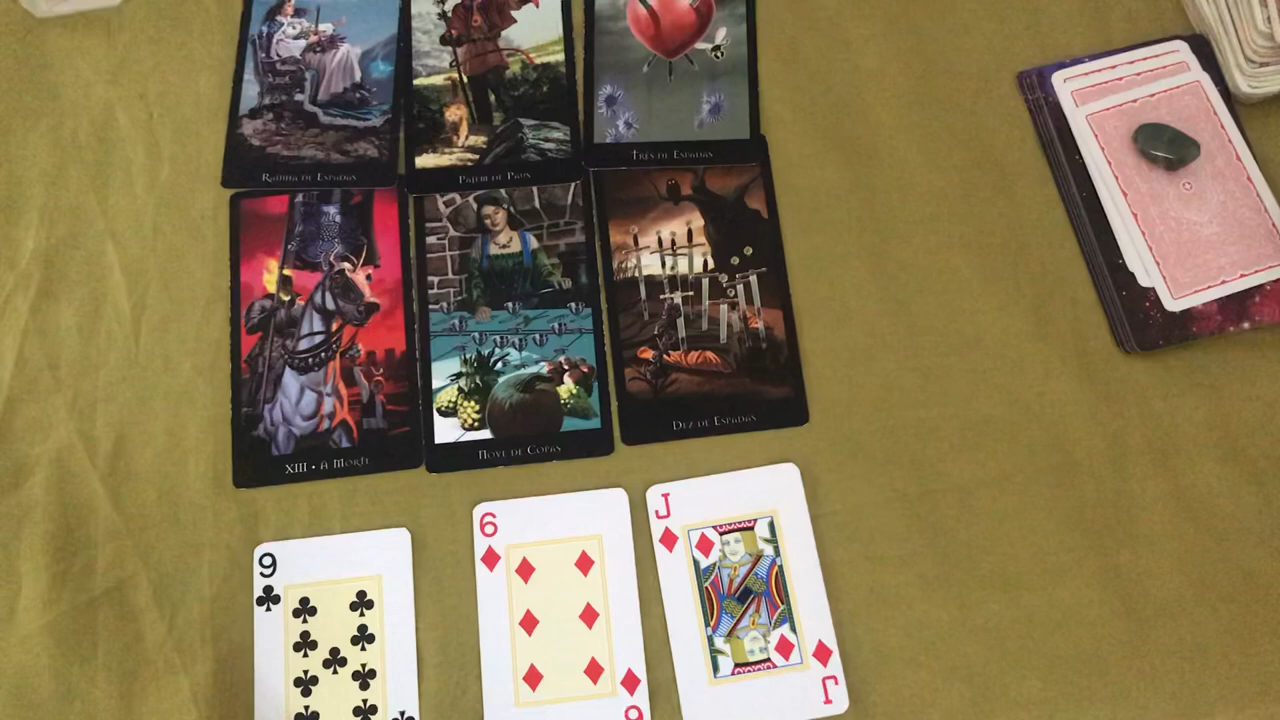 Rainha de Espadas
Pajem de Paus
Três de Espadas
XIII • A Morte
Nove de Copas
Dez de Espadas
9
6
9
J
J